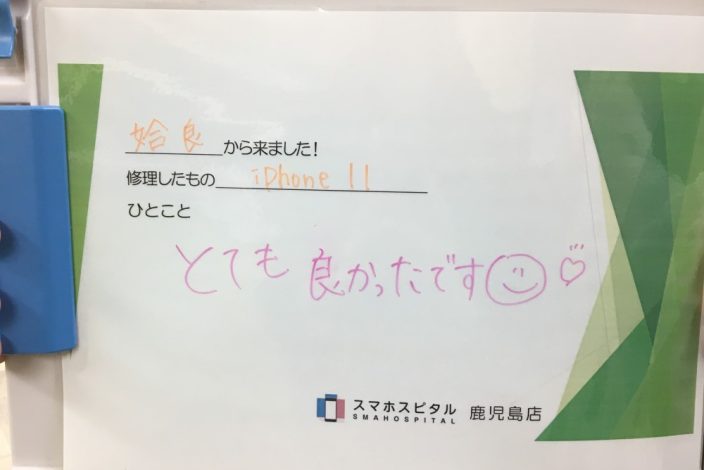 姶良から来ました!
修理したもの iphone 11
ひとこと
とても 良かったです
スマホスピタル 鹿児島店
SMAHOSPITAL